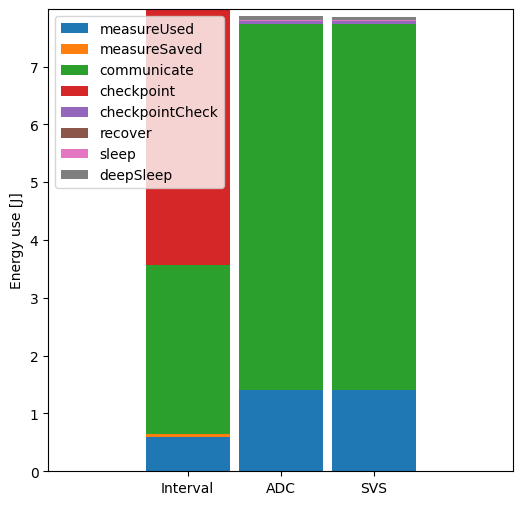 measureUsed
measureSaved
communicate
checkpoint
checkpointCheck
recover
sleep
deepSleep
Energy use [J]
7
6
5
4
3
2
1
0
Interval ADC SVS